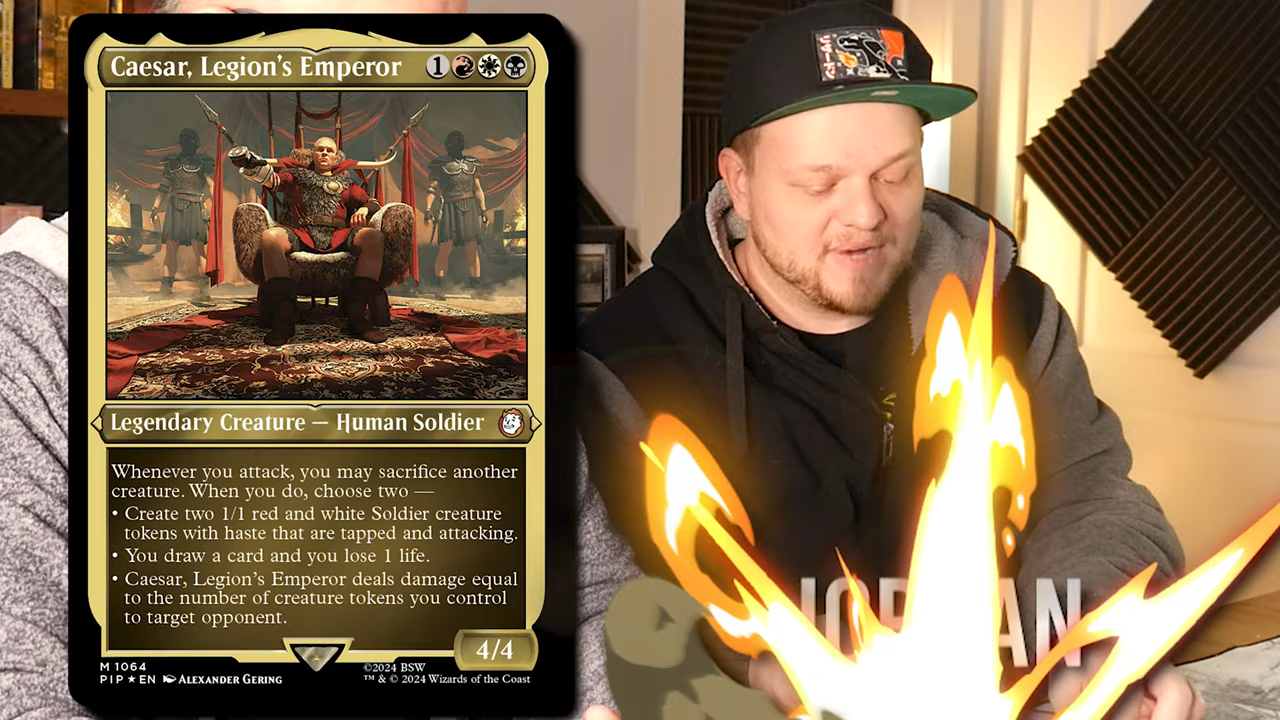 Caesar, Legion's Emperor 1
Legendary Creature — Human Soldier
Whenever you attack, you may sacrifice another
creature. When you do, choose two —
• Create two 1/1 red and white Soldier creature
tokens with haste that are tapped and attacking.
• You draw a card and you lose 1 life.
• Caesar, Legion's Emperor deals damage equal
to the number of creature tokens you control
to target opponent.
4/4
M 1064
PIP★EN ALEXANDER GERING
©2024 BSW
™ & © 2024 Wizards of the Coast